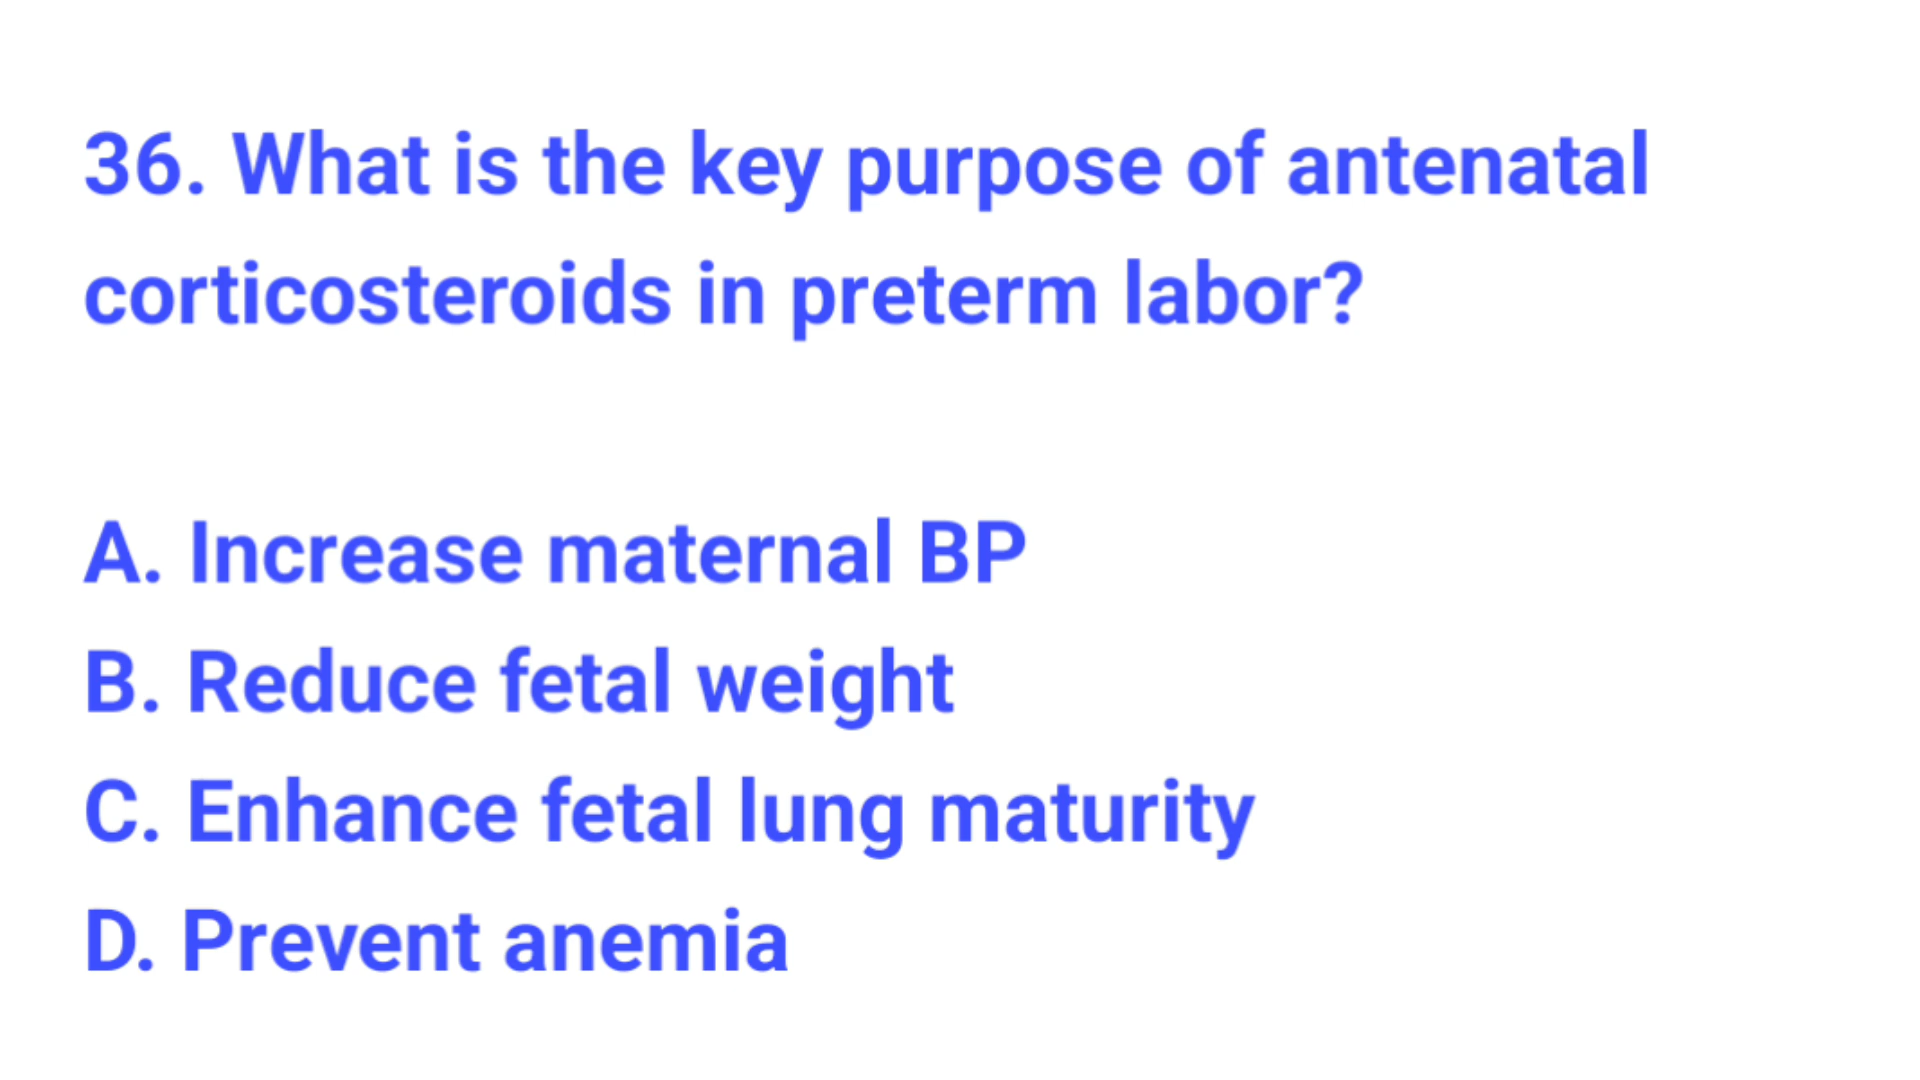 36. What is the key purpose of antenatal
corticosteroids in preterm labor?
A. Increase maternal BP
B. Reduce fetal weight
C. Enhance fetal lung maturity
D. Prevent anemia